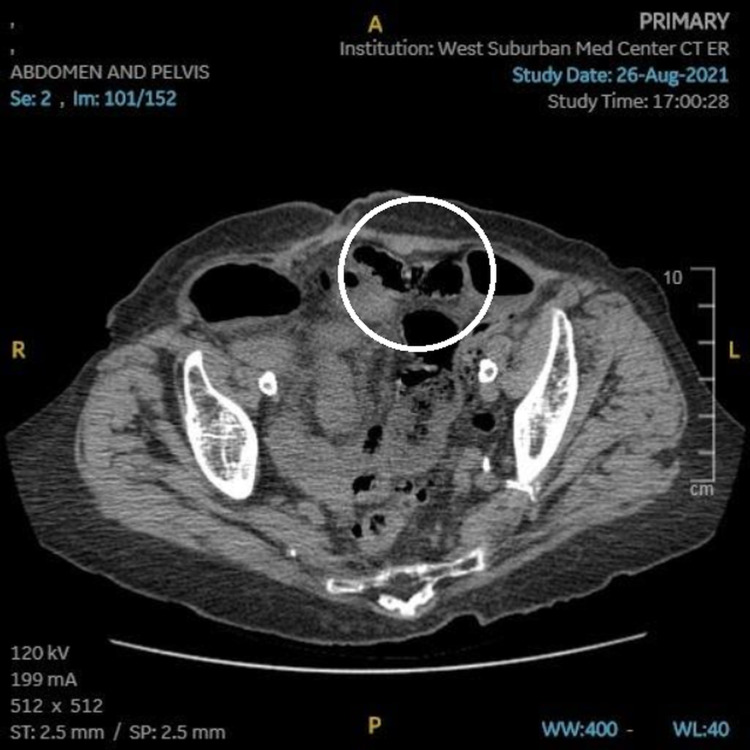 ,
,
ABDOMEN AND PELVIS
Se: 2 , Im: 101/152
A
PRIMARY
Institution: West Suburban Med Center CT ER
Study Date: 26-Aug-2021
Study Time: 17:00:28
10
R
L
cm
120 kV
199 mA
512 x 512
ST: 2.5 mm / SP: 2.5 mm
P
WW:400 - WL:40